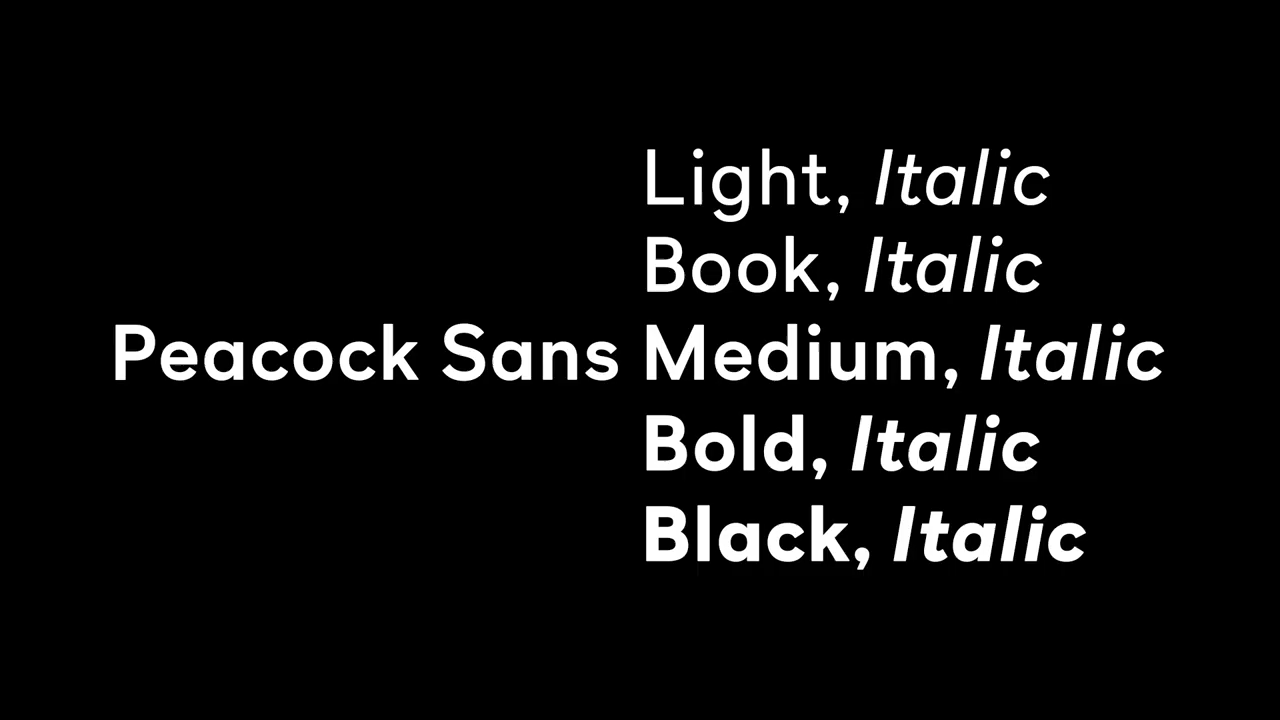 Light, Italic
Book, Italic
Peacock Sans Medium, Italic
Bold, Italic
Black, Italic